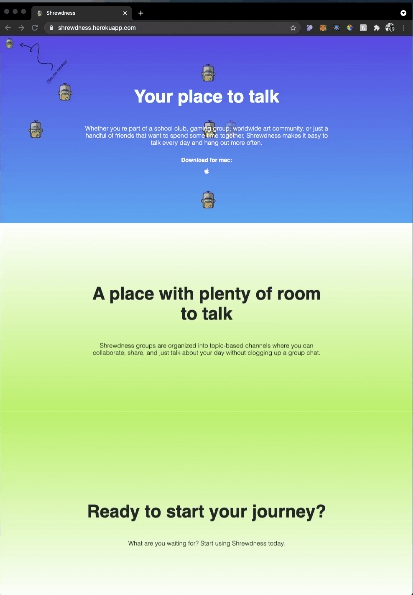 Shrewdness
shrewdness.herokuapp.com
Your place to talk
Whether you're part of a school club, gaming group, worldwide art community, or just a
handful of friends that want to spend some time together, Shrewdness makes it easy to
talk every day and hang out more often.
Download for mac:
A place with plenty of room
to talk
Shrewdness groups are organized into topic-based channels where you can
collaborate, share, and just talk about your day without clogging up a group chat.
Ready to start your journey?
What are you waiting for? Start using Shrewdness today.